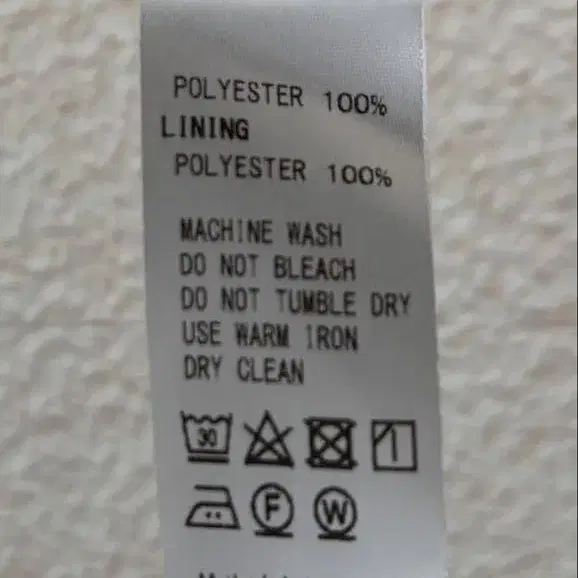 POLYESTER 100%
LINING
POLYESTER 100%
MACHINE WASH
DO NOT BLEACH
DO NOT TUMBLE DRY
USE WARM IRON
DRY CLEAN
30
F W